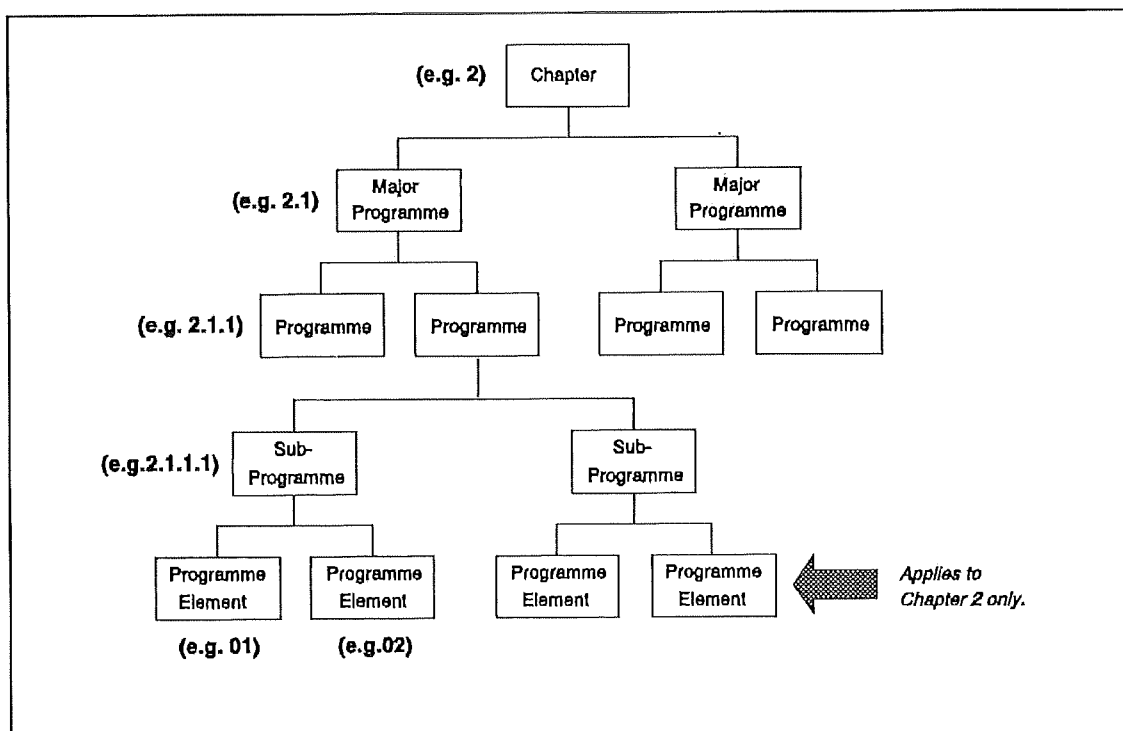 (e.g. 2)
Chapter
(e.g. 2.1)
Major
Programme
Major
Programme
(e.g. 2.1.1)
Programme
Programme
Programme
Programme
(e.g.2.1.1.1)
Sub-
Programme
Sub-
Programme
Programme
Element
Programme
Element
Programme
Element
Programme
Element
Applies to
Chapter 2 only.
(e.g. 01)
(e.g.02)